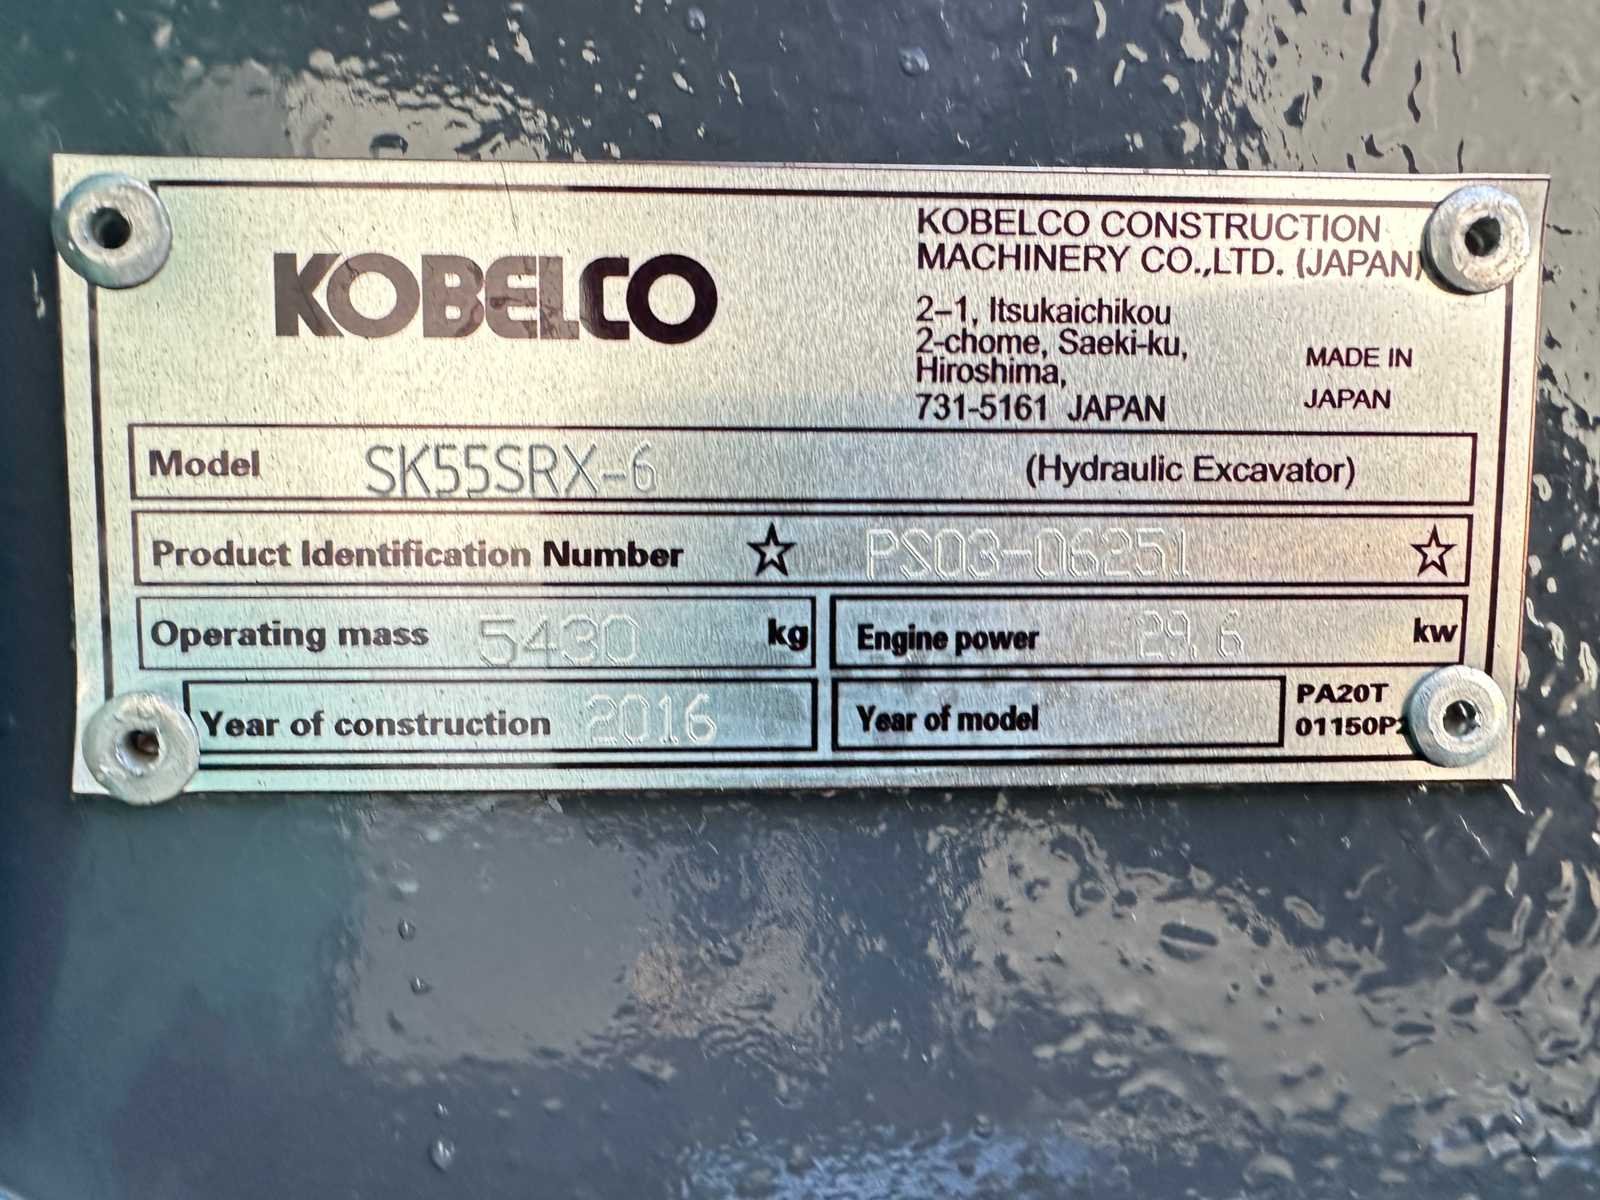 KOBELCO
KOBELCO CONSTRUCTION
MACHINERY CO.,LTD. (JAPAN)
2-1, Itsukaichikou
2-chome, Saeki-ku,
Hiroshima,
731-5161 JAPAN
MADE IN
JAPAN
Model SK55SRX-6 (Hydraulic Excavator)
Product Identification Number ☆ PS03-06251 ☆
Operating mass 5430 kg
Engine power 29.6 kw
Year of construction 2016
Year of model
PA20T